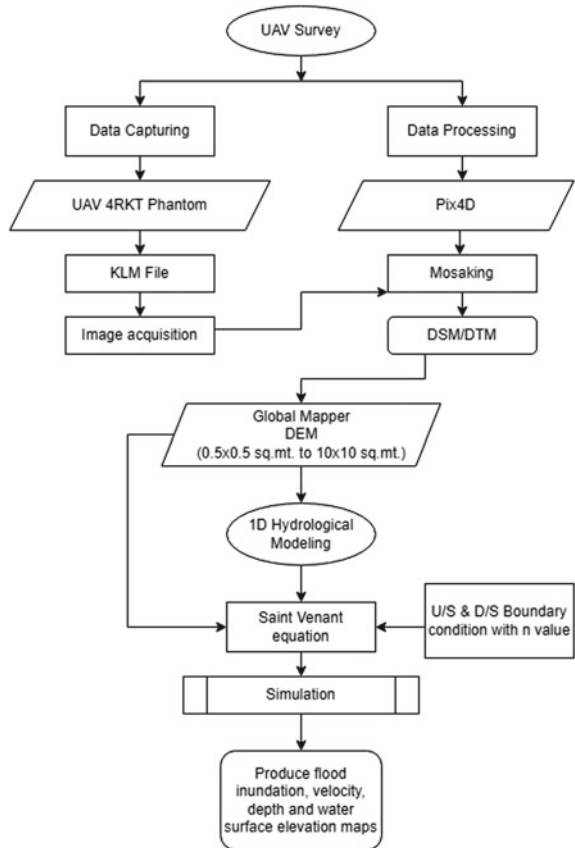 UAV Survey
Data Capturing
Data Processing
UAV 4RKT Phantom
Pix4D
KLM File
Mosaking
Image acquisition
DSM/DTM
Global Mapper
DEM
(0.5x0.5 sq.mt. to 10x10 sq.mt.)
1D Hydrological
Modeling
Saint Venant
equation
U/S & D/S Boundary
condition with n value
Simulation
Produce flood
inundation, velocity,
depth and water
surface elevation maps